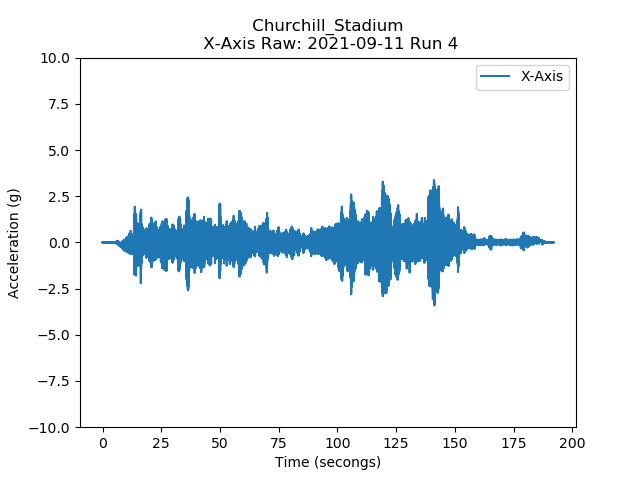 Churchill_Stadium
X-Axis Raw: 2021-09-11 Run 4
X-Axis
10.0
7.5
5.0
2.5
0.0
−2.5
−5.0
−7.5
−10.0
Acceleration (g)
0 25 50 75 100 125 150 175 200
Time (secongs)